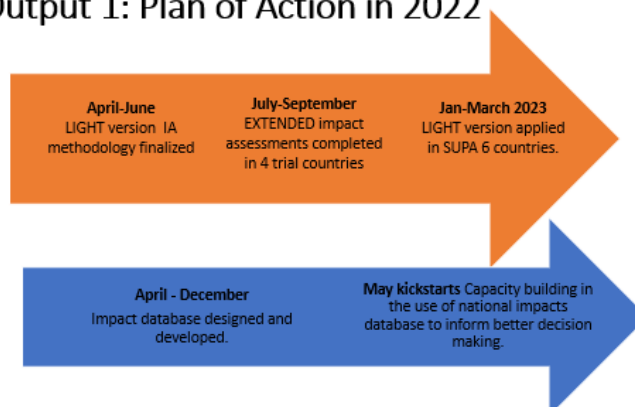 Output 1: Plan of Action in 2022
April-June
LIGHT version IA
methodology finalized
July-September
EXTENDED impact
assessments completed
in 4 trial countries
Jan-March 2023
LIGHT version applied
in SUPA 6 countries.
April - December
Impact database designed and
developed.
May kickstarts Capacity building in
the use of national impacts
database to inform better decision
making.